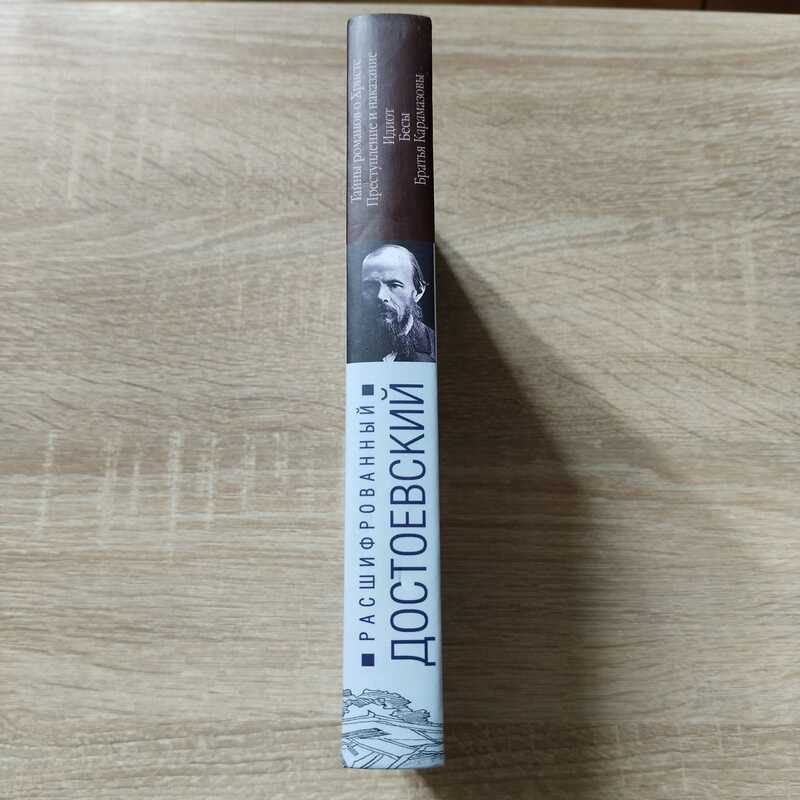 Тайны романов о Христе
Преступление и наказание
Идиот
Бесы
Братья Карамазовы
РАСШИФРОВАННЫЙ
ДОСТОЕВСКИЙ